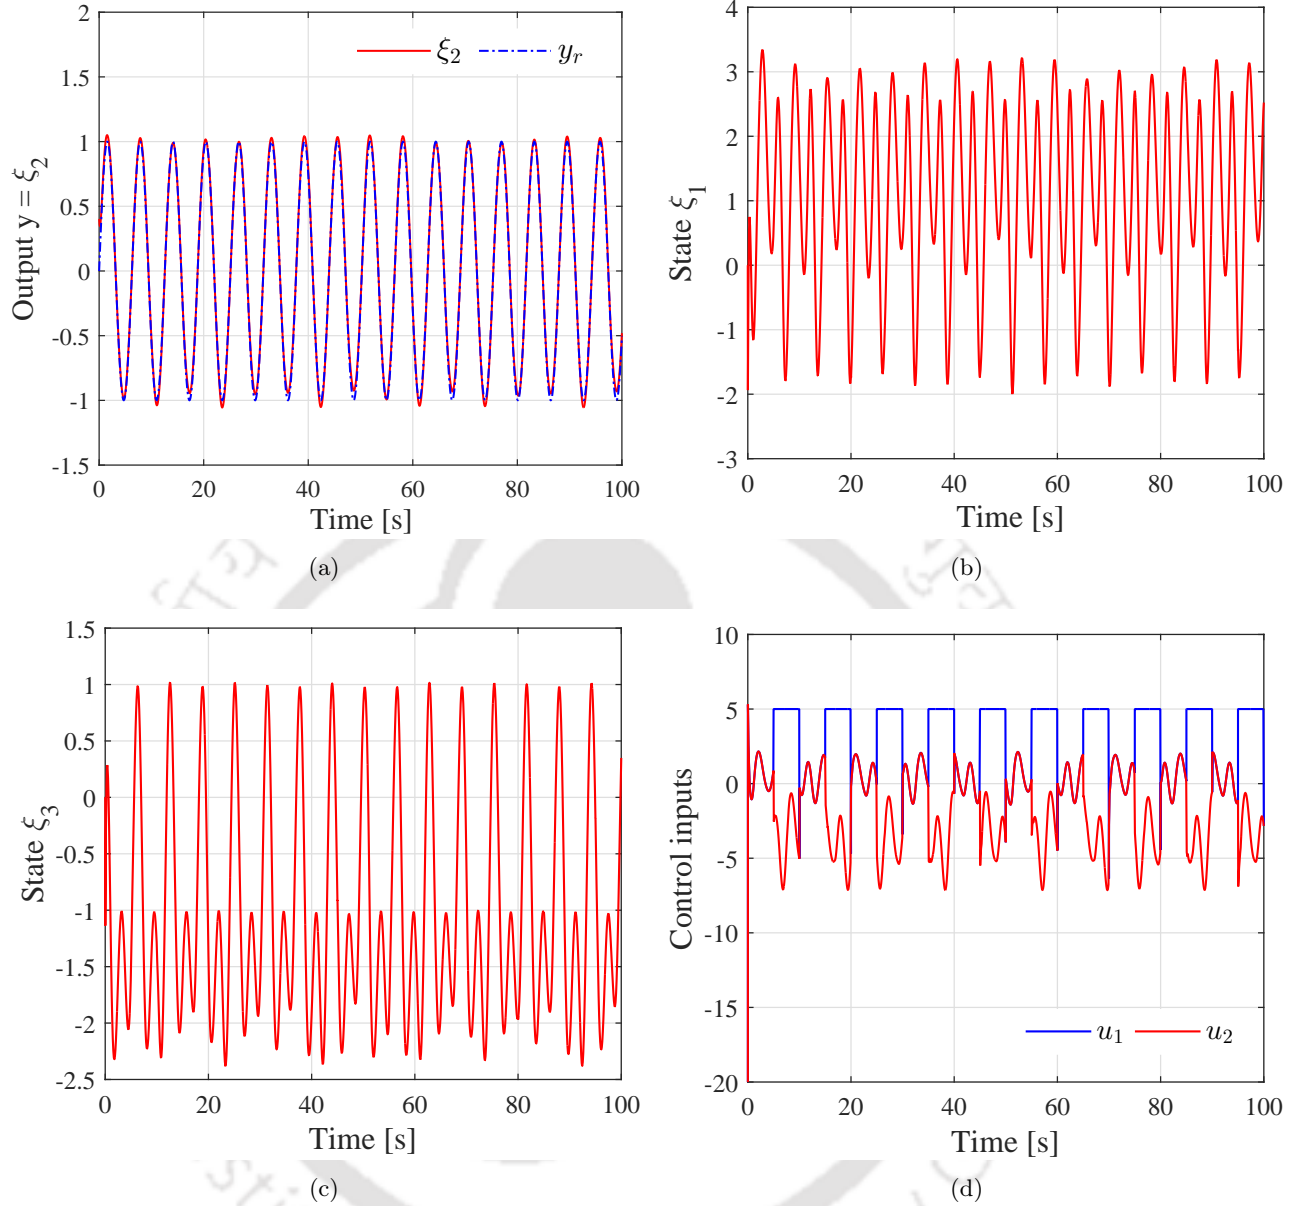 2
1.5
1
0.5
0
-0.5
-1
-1.5
Output y = ξ₂
ξ₂ y_r
0 20 40 60 80 100
Time [s]
(a)
4
3
2
1
0
-1
-2
-3
State ξ₁
0 20 40 60 80 100
Time [s]
(b)
1.5
1
0.5
0
-0.5
-1
-1.5
-2
-2.5
State ξ₃
0 20 40 60 80 100
Time [s]
(c)
10
5
0
-5
-10
-15
-20
Control inputs
u₁ u₂
0 20 40 60 80 100
Time [s]
(d)